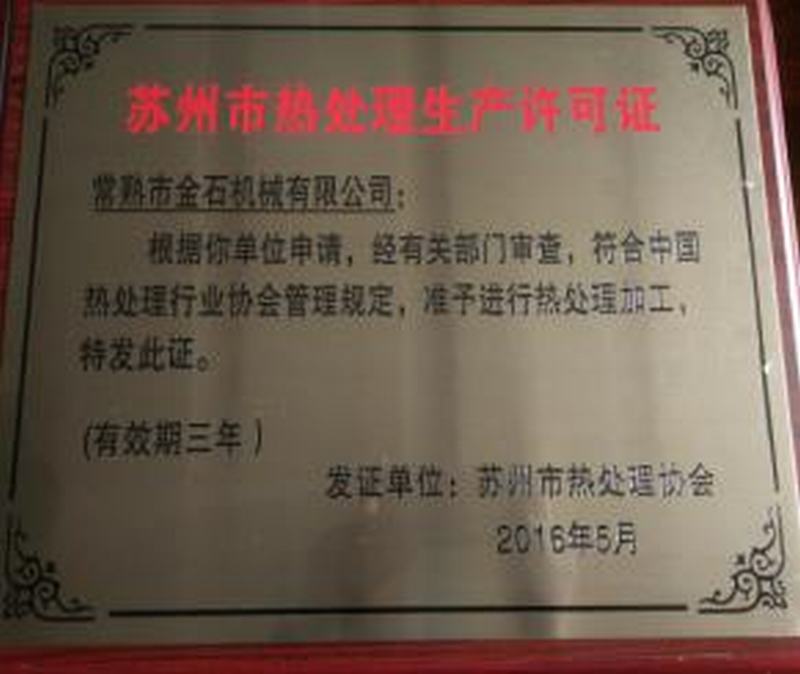 苏州市热处理生产许可证
常熟市金石机械有限公司：
根据你单位申请，经有关部门审查，符合中国
热处理行业协会管理规定，准予进行热处理加工，
特发此证。
(有效期三年）
发证单位：苏州市热处理协会
2016年5月